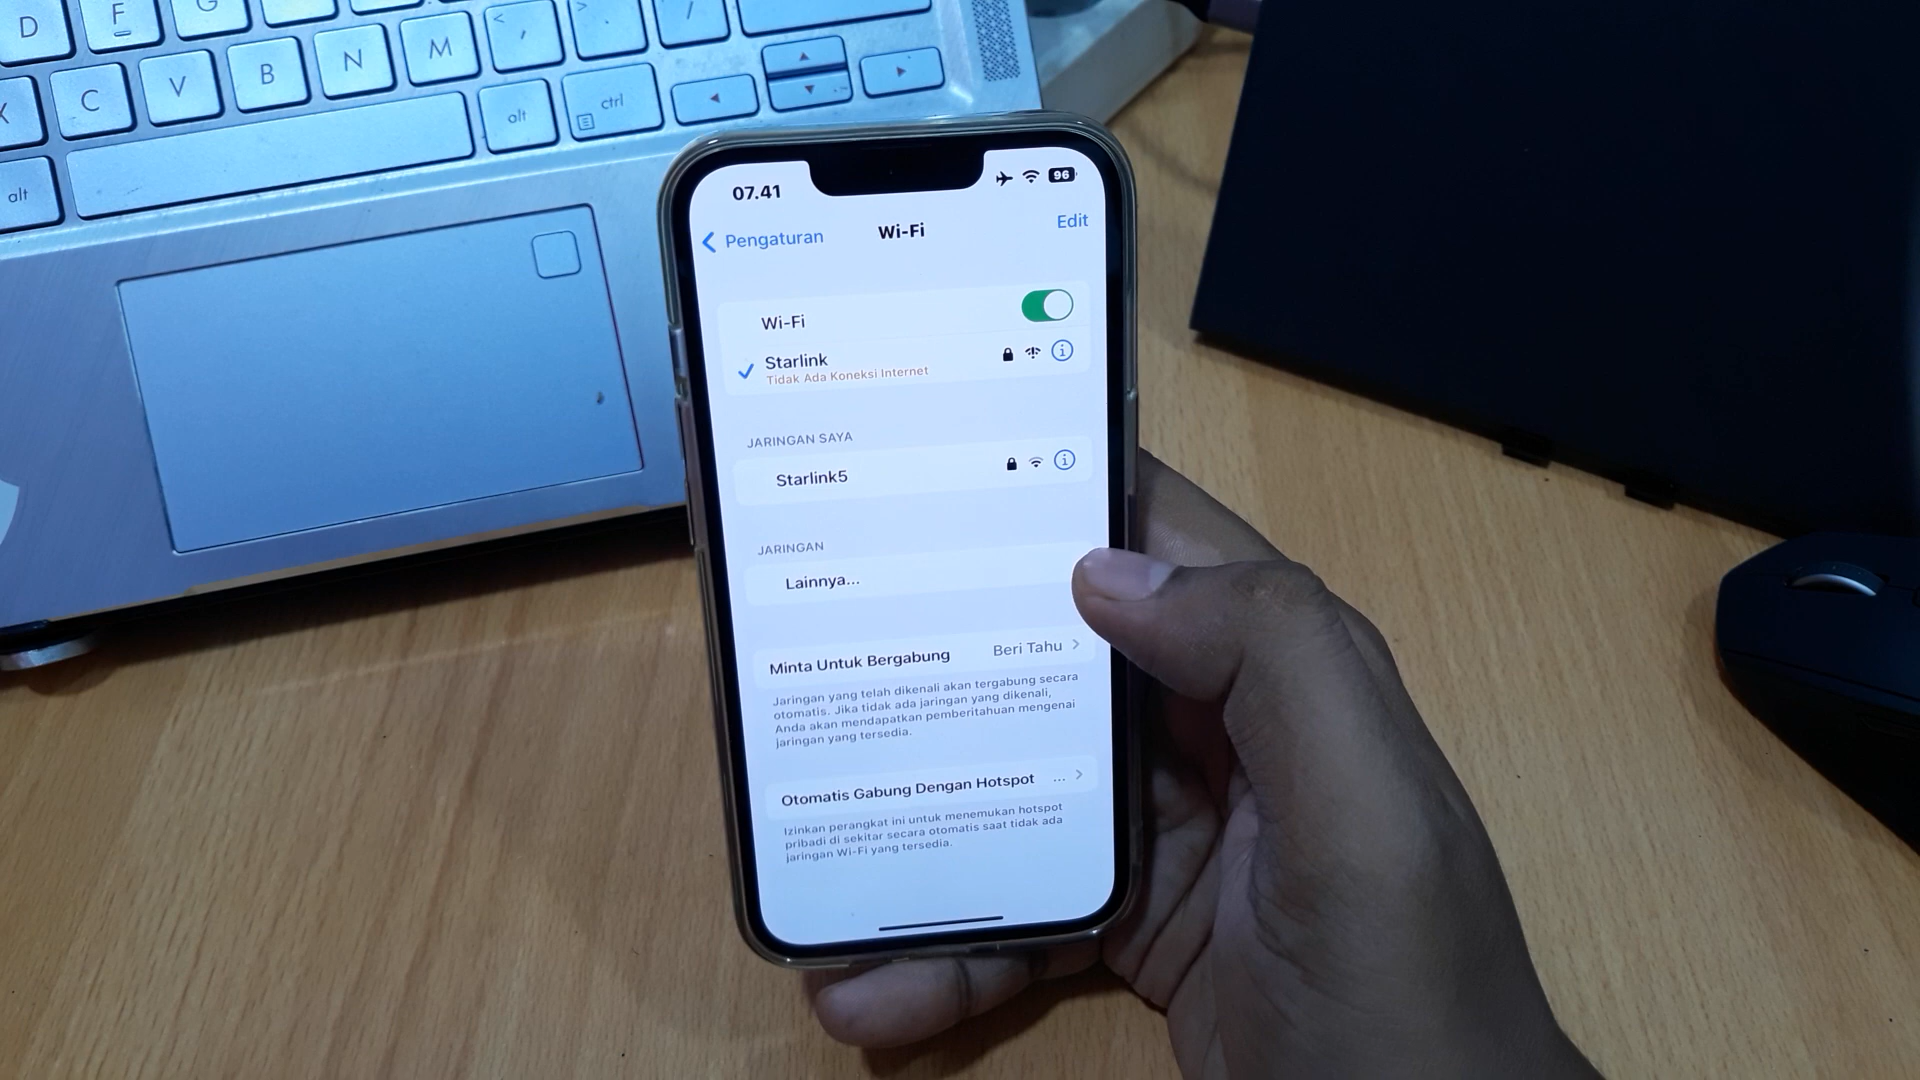 D F G
X C V B N M < , > . /
alt alt ctrl
07.41 96
Pengaturan Wi-Fi Edit
Wi-Fi
Starlink
Tidak Ada Koneksi Internet
JARINGAN SAYA
Starlink5
JARINGAN
Lainnya...
Minta Untuk Bergabung Beri Tahu
Jaringan yang telah dikenali akan tergabung secara
otomatis. Jika tidak ada jaringan yang dikenali,
Anda akan mendapatkan pemberitahuan mengenai
jaringan yang tersedia.
Otomatis Gabung Dengan Hotspot ...
Izinkan perangkat ini untuk menemukan hotspot
pribadi di sekitar secara otomatis saat tidak ada
jaringan Wi-Fi yang tersedia.